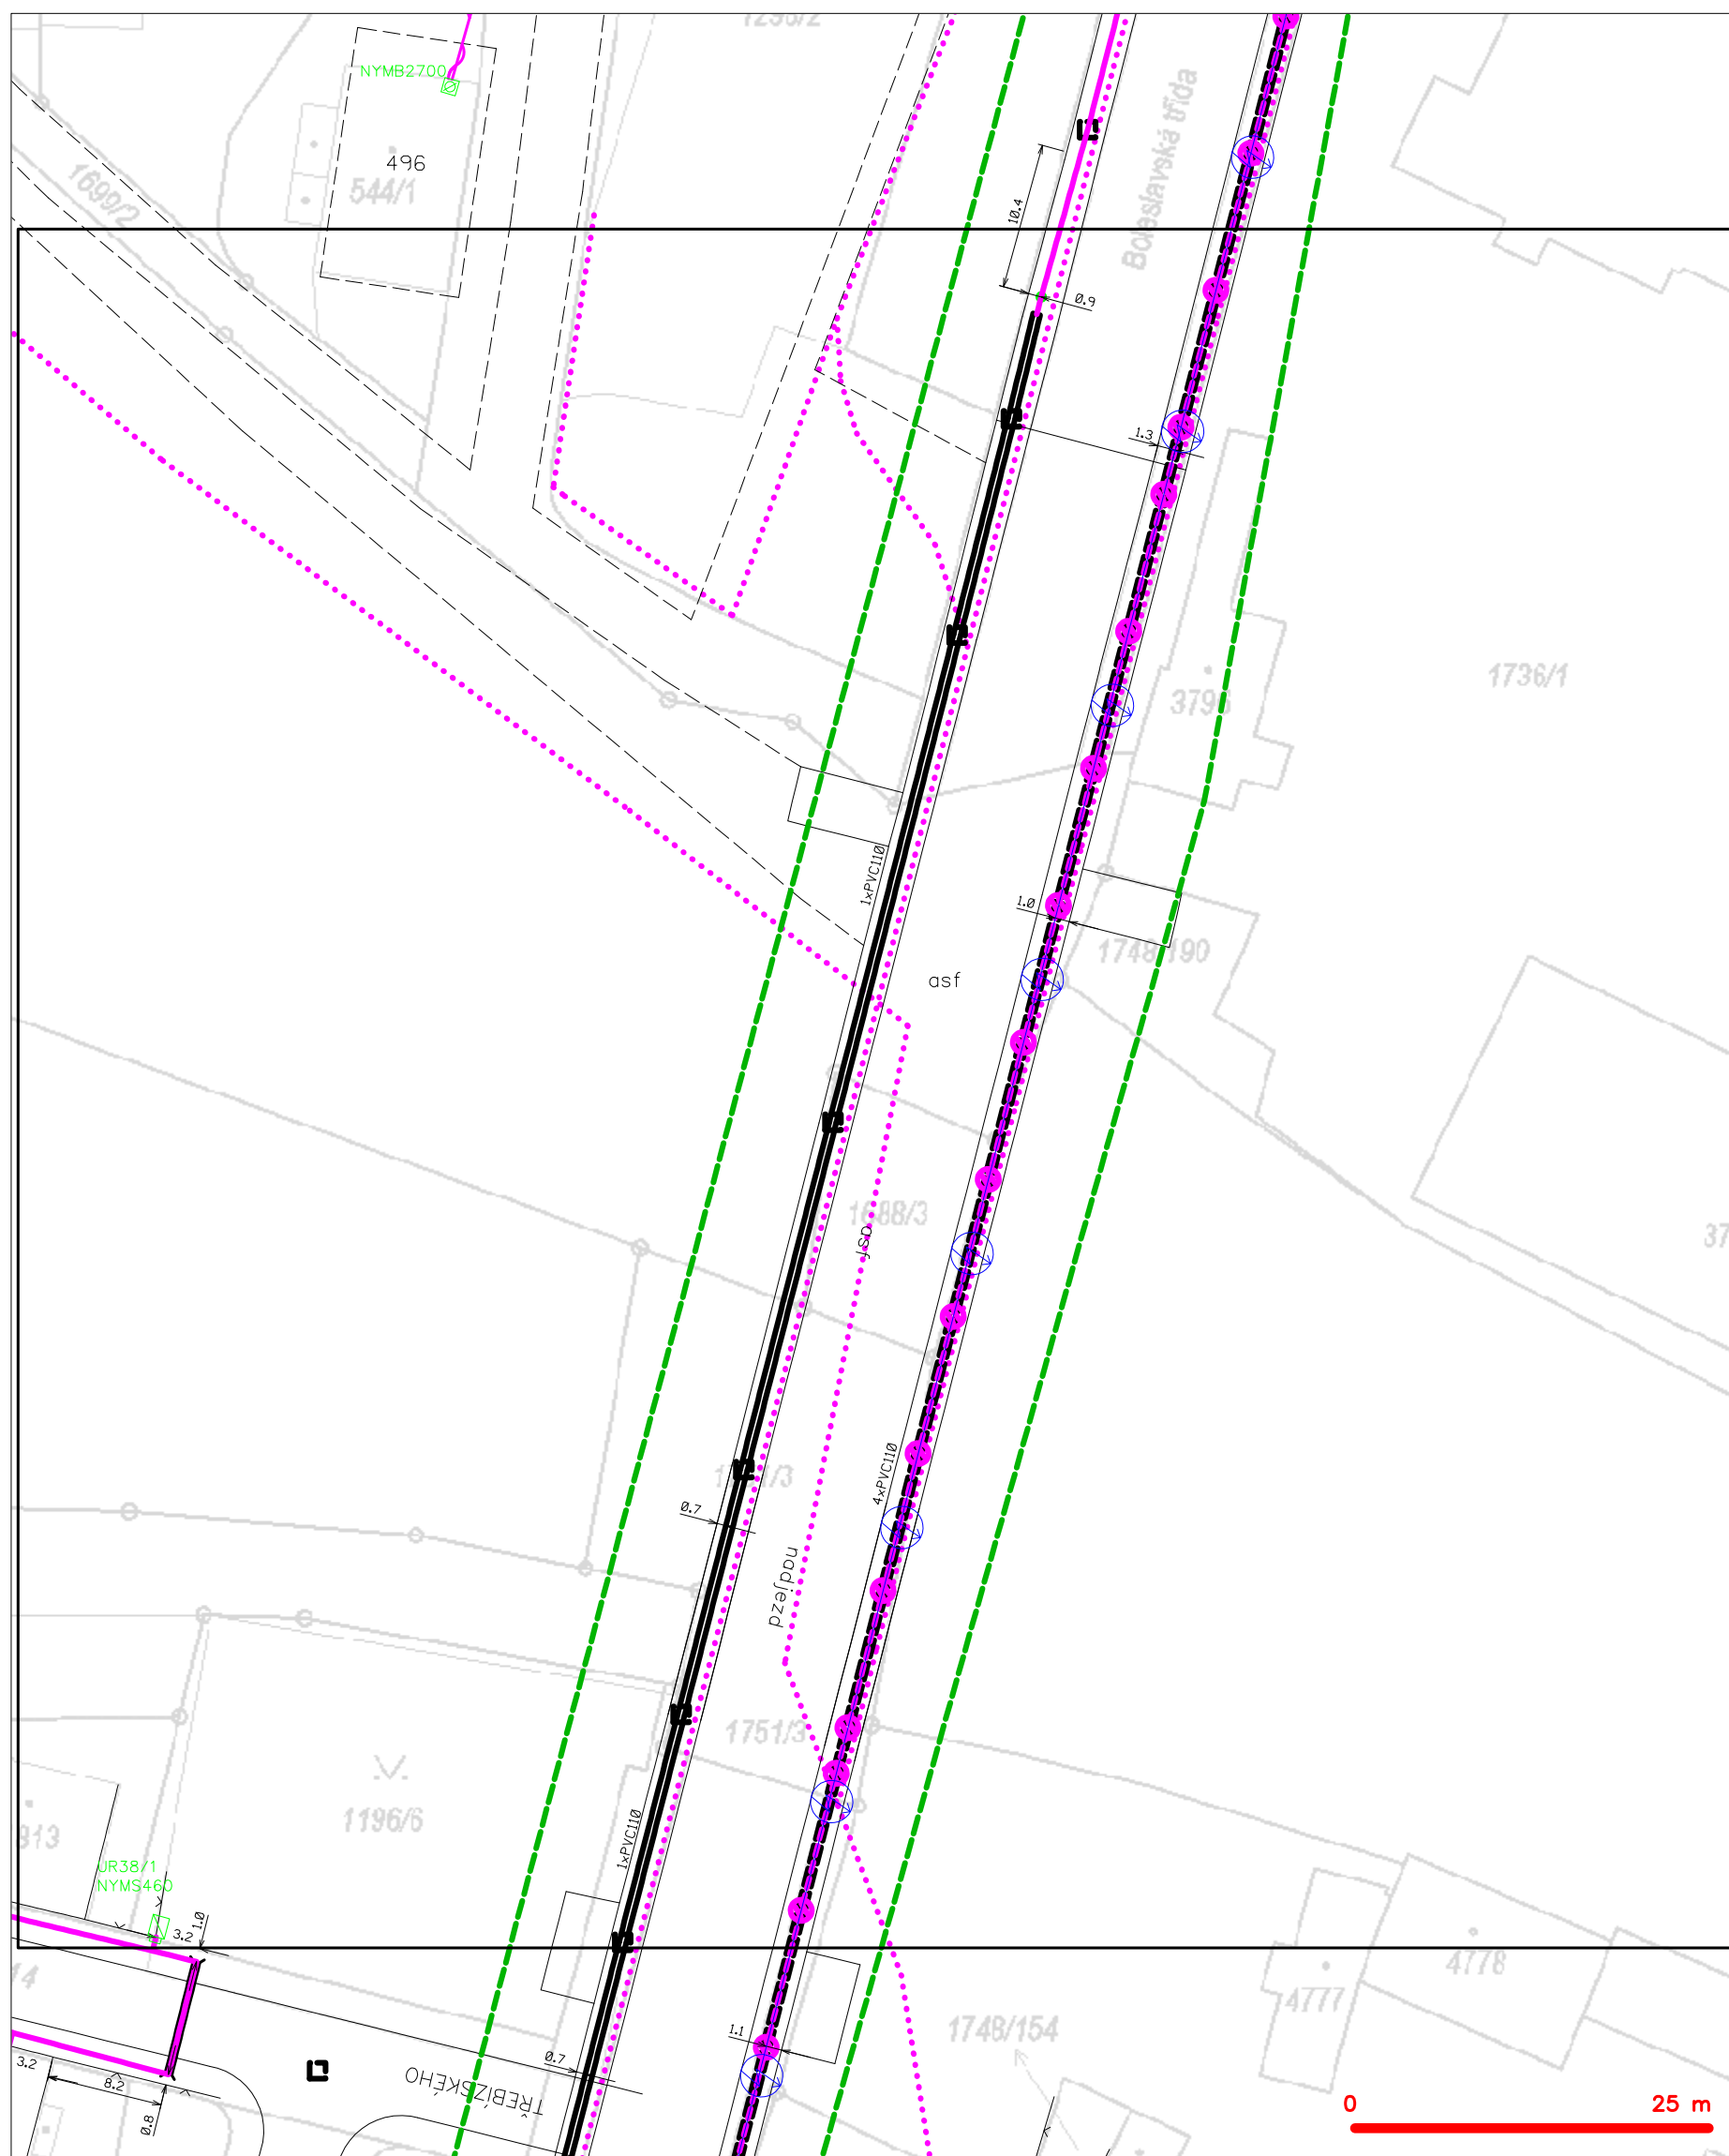 NYMB2700
496
544/1
1699/2
Boleslavská třída
10.4
0.9
1.3
1736/1
1xPVC110
1.0
1748/190
asf
1688/3
asf
4xPVC110
0.7
nadjezd
1751/3
1196/6
1xPVC110
UR38/1
NYMS460
3.2
1.0
4778
4777
1748/154
1.1
0.7
TŘEBÍZSKÉHO
3.2
8.2
0.8
0
25 m